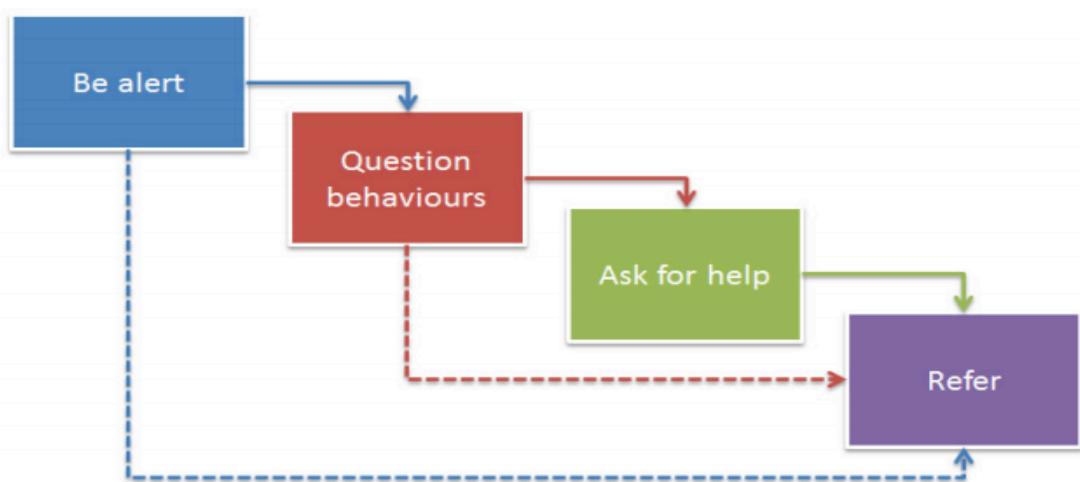 Be alert
Question
behaviours
Ask for help
Refer